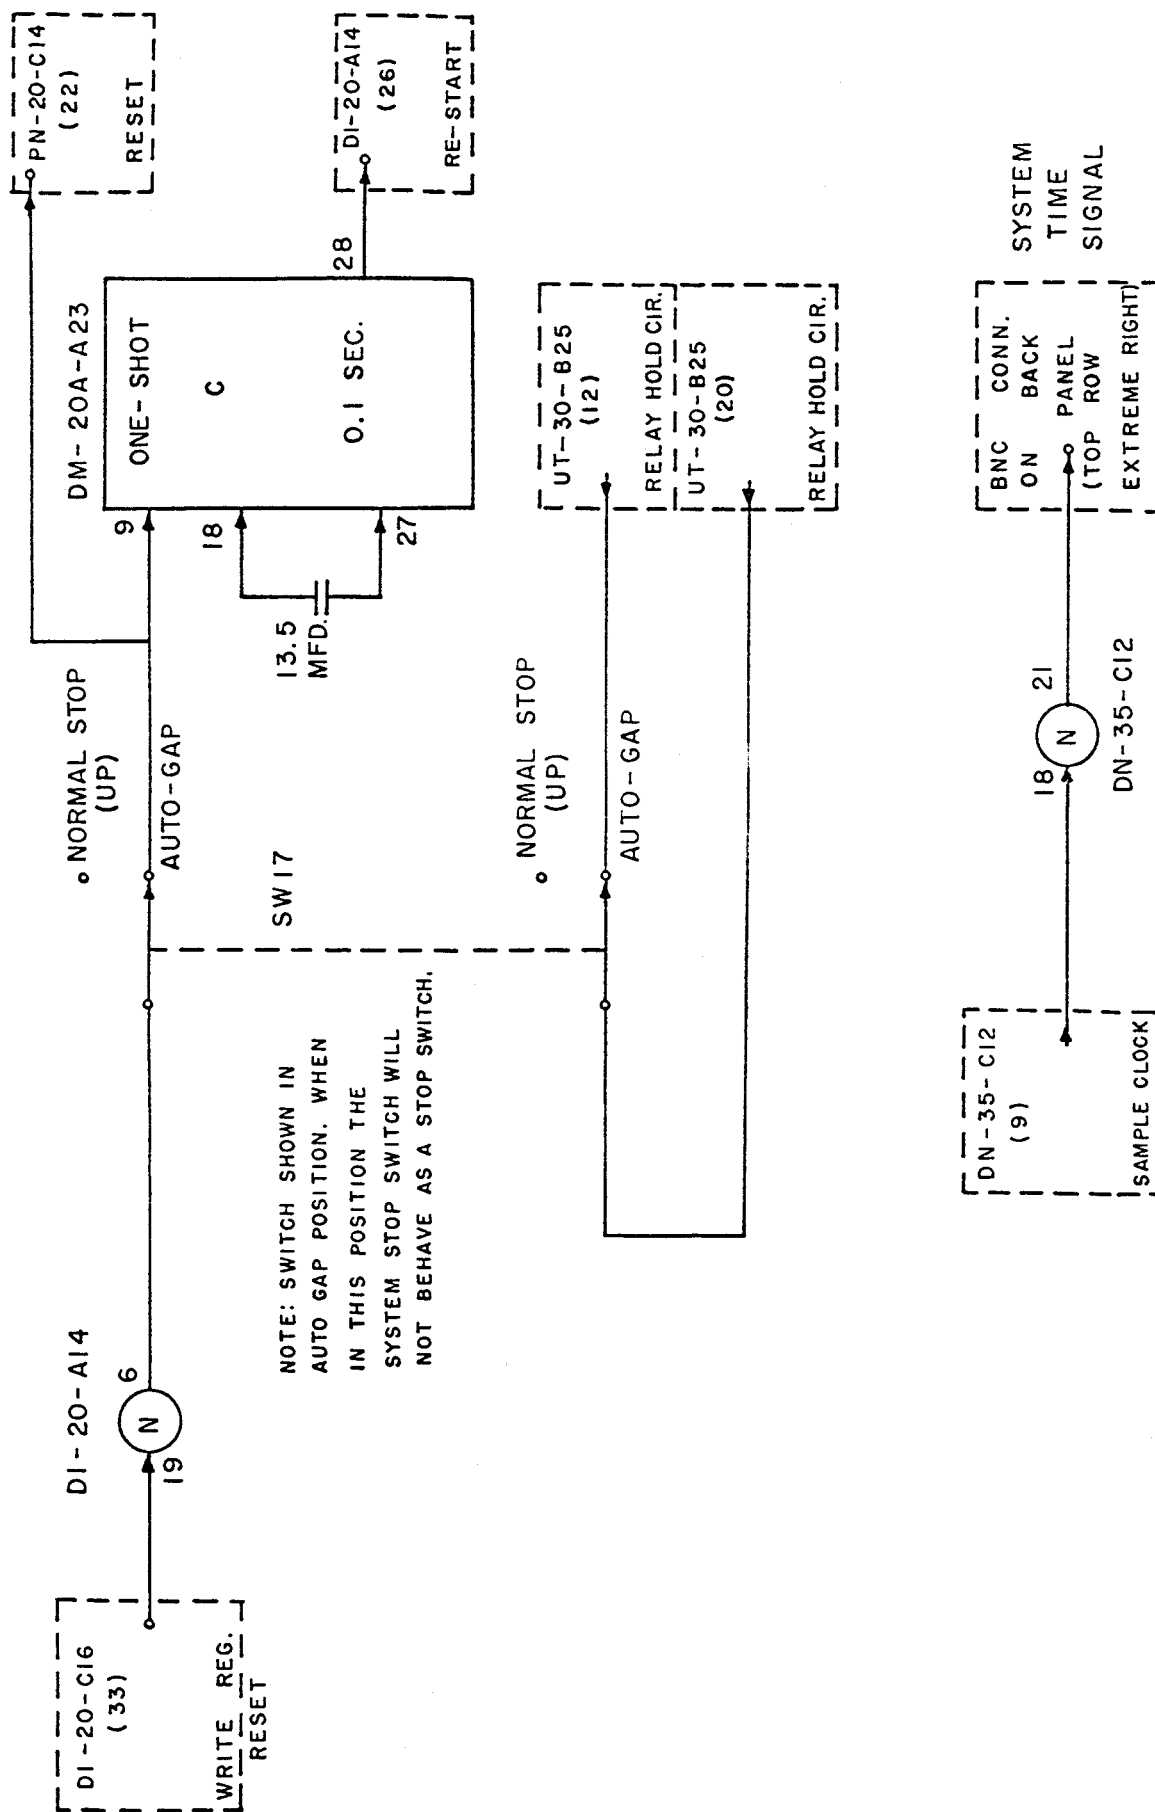 DI-20-C16
(33)
WRITE REG.
RESET
DI-20-A14
19
N
6
NORMAL STOP
(UP)
AUTO-GAP
SW17
NOTE: SWITCH SHOWN IN
AUTO GAP POSITION. WHEN
IN THIS POSITION THE
SYSTEM STOP SWITCH WILL
NOT BEHAVE AS A STOP SWITCH.
PN-20-C14
(22)
RESET
DM-20A-A23
9
ONE-SHOT
18
C
27
0.1 SEC.
28
13.5
MFD.
DI-20-A14
(26)
RE-START
NORMAL STOP
(UP)
AUTO-GAP
UT-30-B25
(12)
RELAY HOLD CIR.
UT-30-B25
(20)
RELAY HOLD CIR.
DN-35-C12
(9)
SAMPLE CLOCK
18
N
21
DN-35-C12
BNC CONN.
ON BACK
PANEL
(TOP ROW
EXTREME RIGHT)
SYSTEM
TIME
SIGNAL